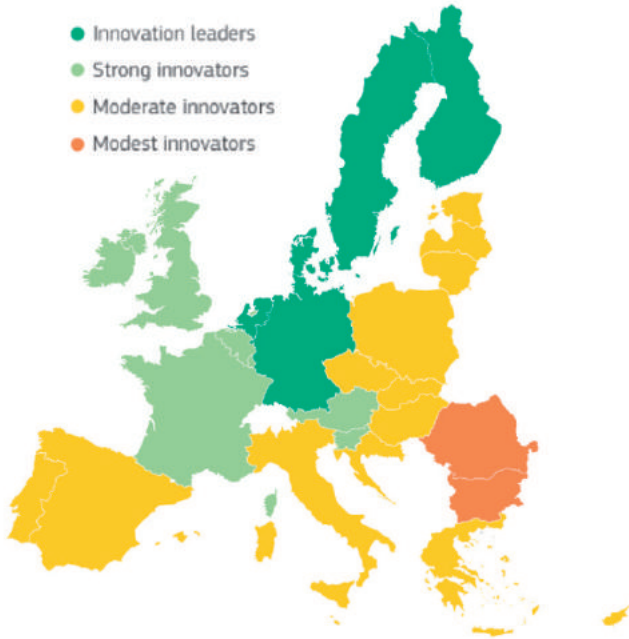 Innovation leaders
Strong innovators
Moderate innovators
Modest innovators